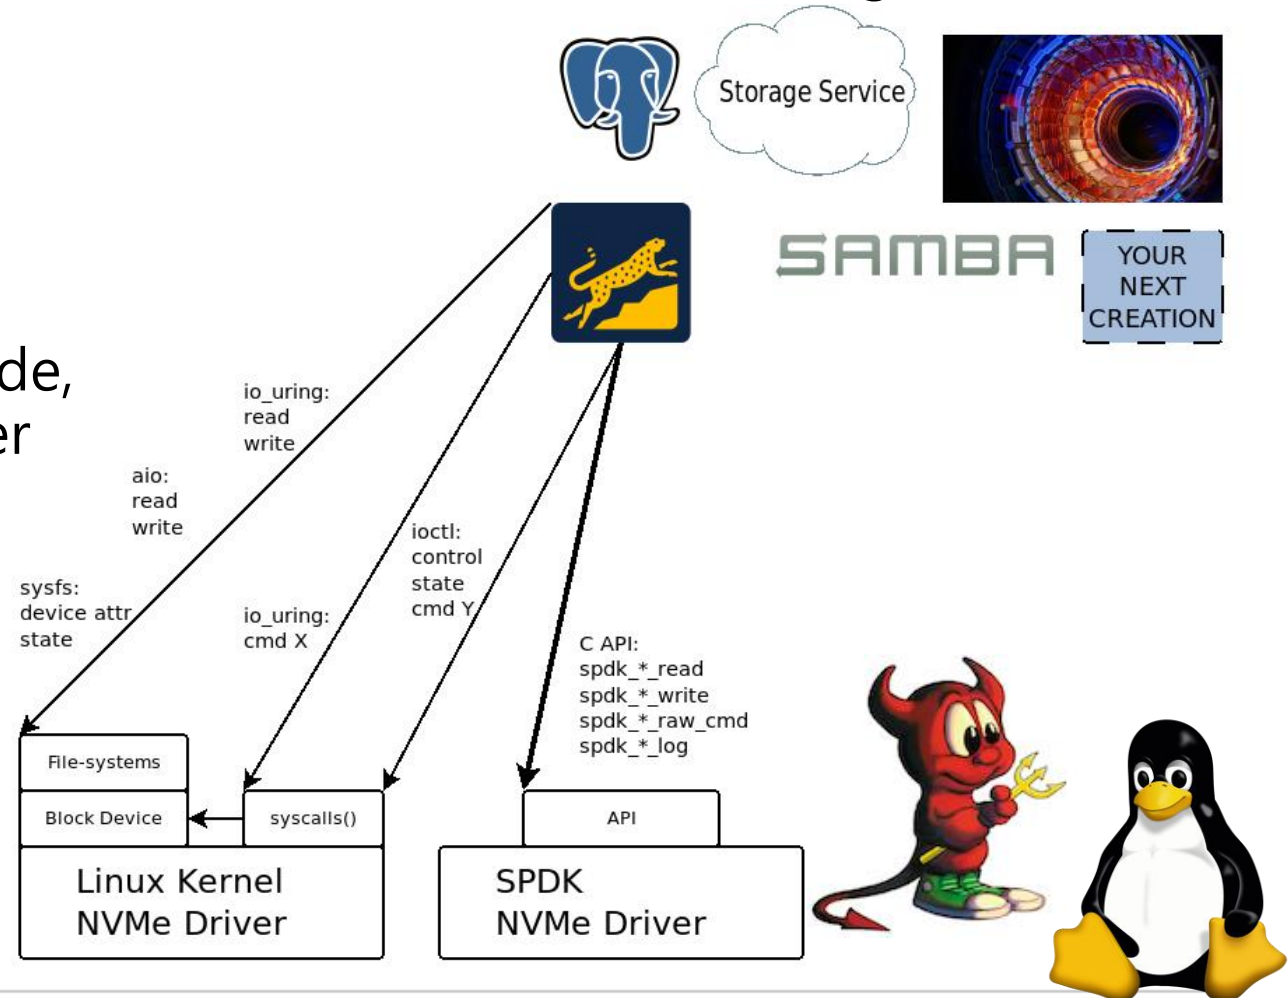 Storage Service
SAMBA
YOUR
NEXT
CREATION
de,
er
io_uring:
read
write
aio:
read
write
sysfs:
device attr
state
io_uring:
cmd X
ioctl:
control
state
cmd Y
C API:
spdk_*_read
spdk_*_write
spdk_*_raw_cmd
spdk_*_log
File-systems
Block Device
syscalls()
API
Linux Kernel
NVMe Driver
SPDK
NVMe Driver